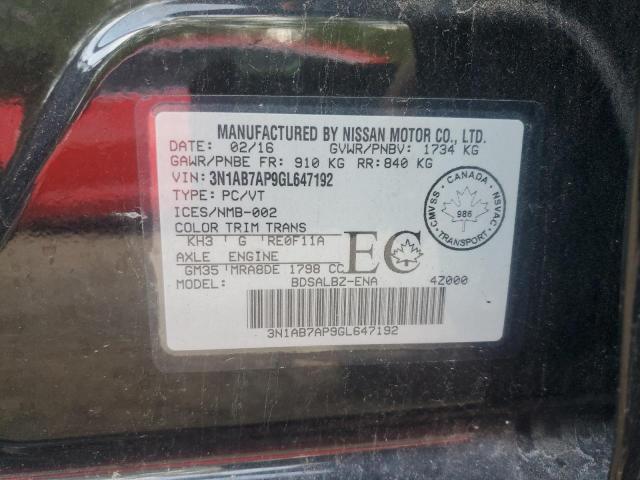 MANUFACTURED BY NISSAN MOTOR CO., LTD.
DATE: 02/16 GVWR/PNBV: 1734 KG
GAWR/PNBE FR: 910 KG RR: 840 KG
VIN: 3N1AB7AP9GL647192
TYPE: PC/VT
ICES/NMB-002
COLOR TRIM TRANS
KH3 ' G ' RE0F11A
AXLE ENGINE
GM35 ' MRA8DE 1798 CC
EC
MODEL: BDSALBZ-ENA 4Z000
3N1AB7AP9GL647192
CMVSS - CANADA - NSVAC
986
TRANSPORT